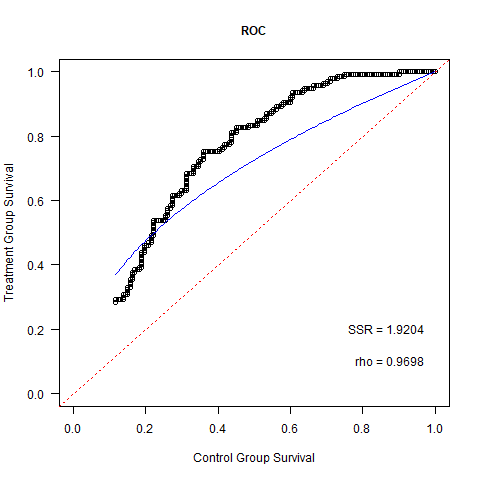 ROC
Treatment Group Survival
1.0
0.8
0.6
0.4
0.2
0.0
SSR = 1.9204
rho = 0.9698
0.0 0.2 0.4 0.6 0.8 1.0
Control Group Survival